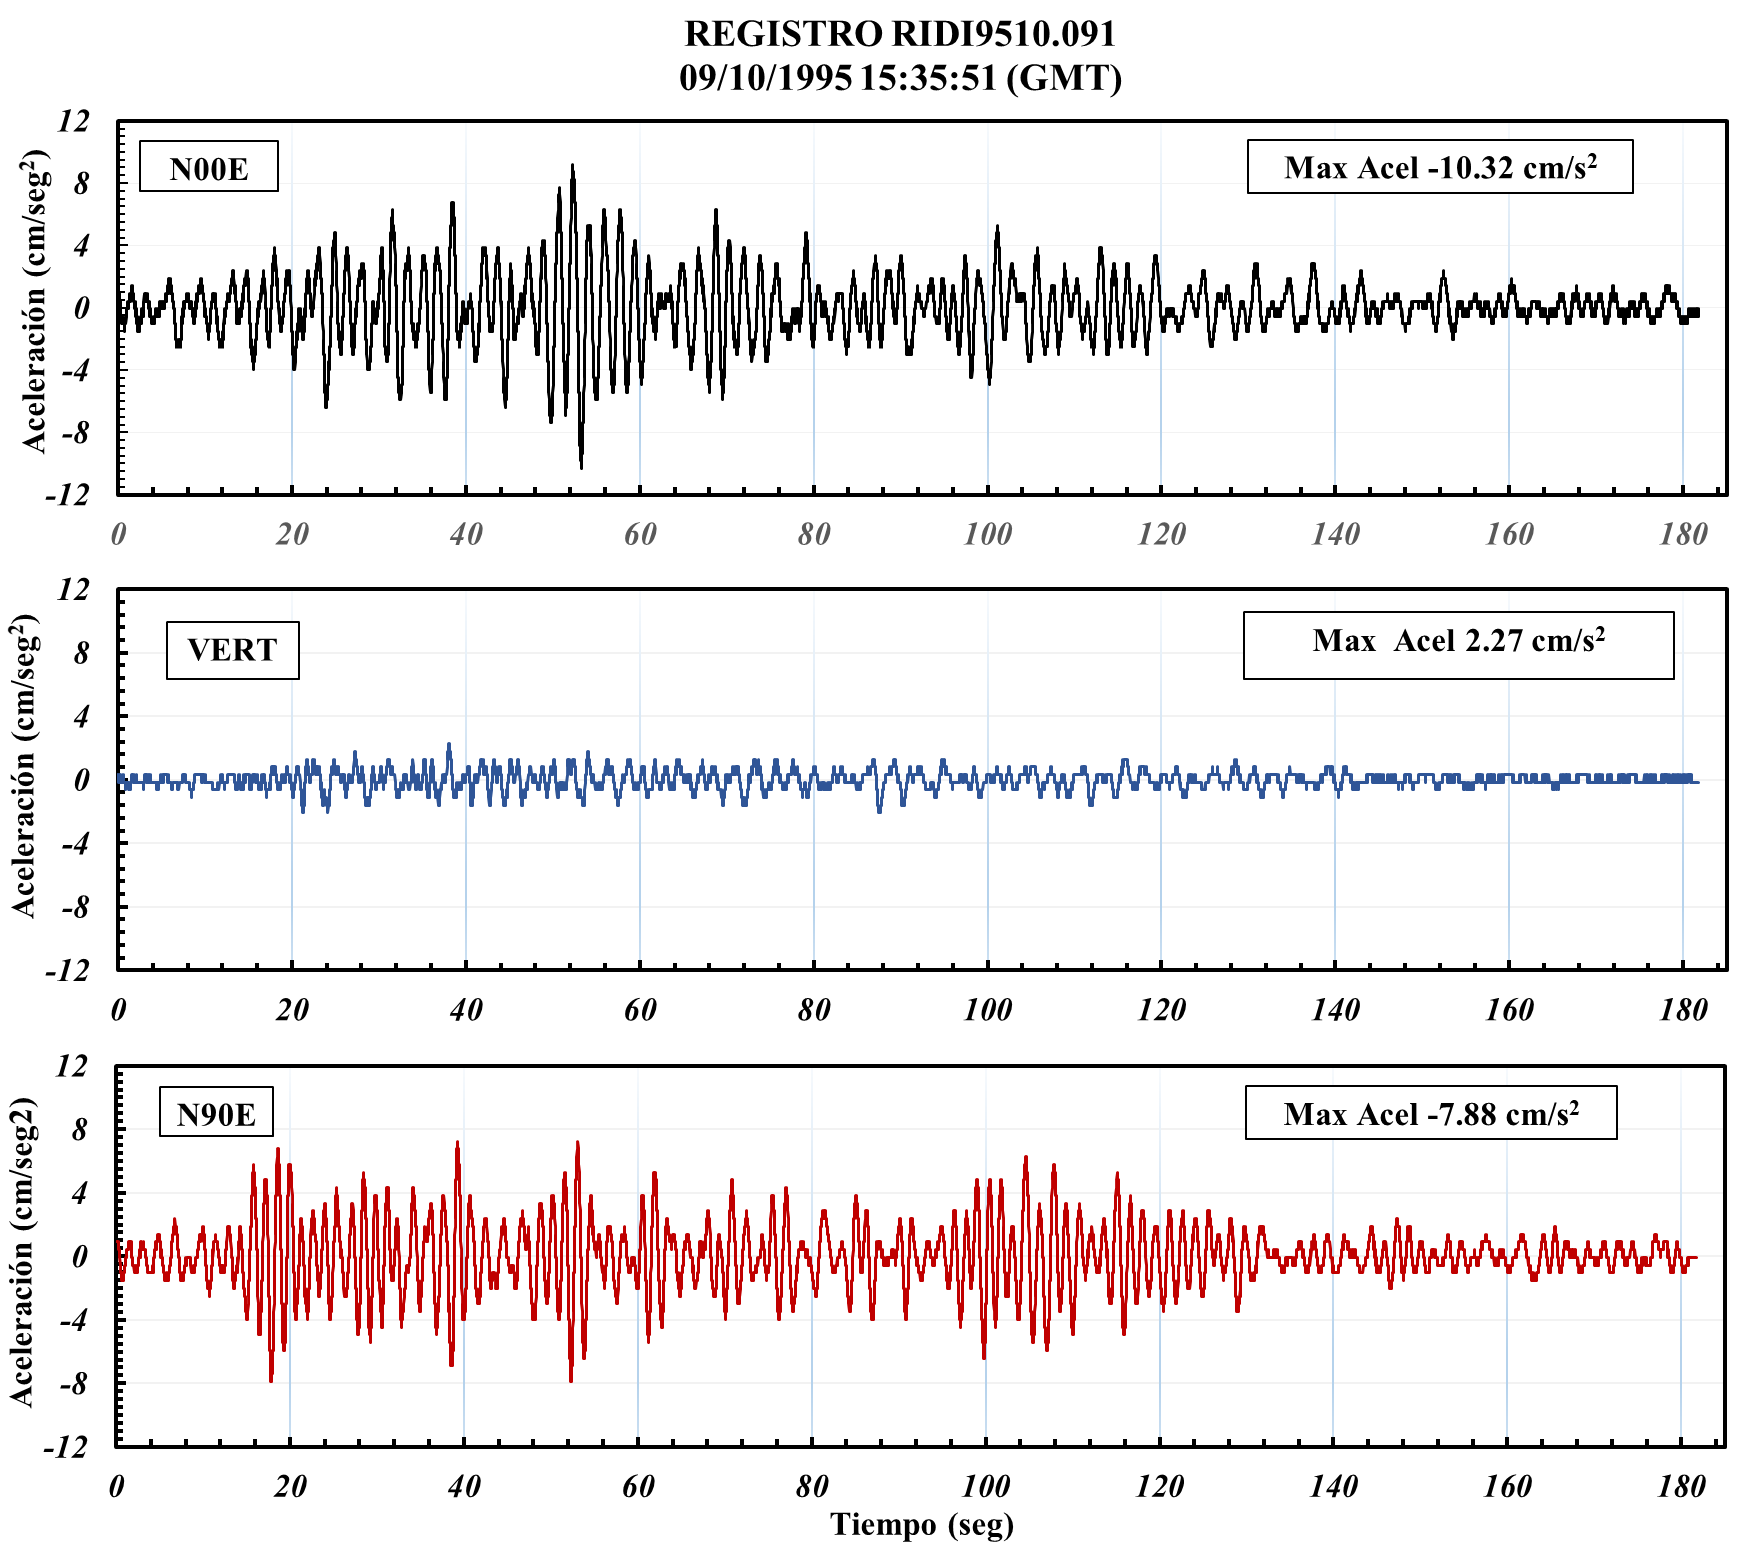 REGISTRO RIDI9510.091
09/10/1995 15:35:51 (GMT)
Aceleración (cm/seg²)
12
8
4
0
-4
-8
-12
N00E
Max Acel -10.32 cm/s²
0 20 40 60 80 100 120 140 160 180
Aceleración (cm/seg²)
12
8
4
0
-4
-8
-12
VERT
Max Acel 2.27 cm/s²
0 20 40 60 80 100 120 140 160 180
Aceleración (cm/seg2)
12
8
4
0
-4
-8
-12
N90E
Max Acel -7.88 cm/s²
0 20 40 60 80 100 120 140 160 180
Tiempo (seg)